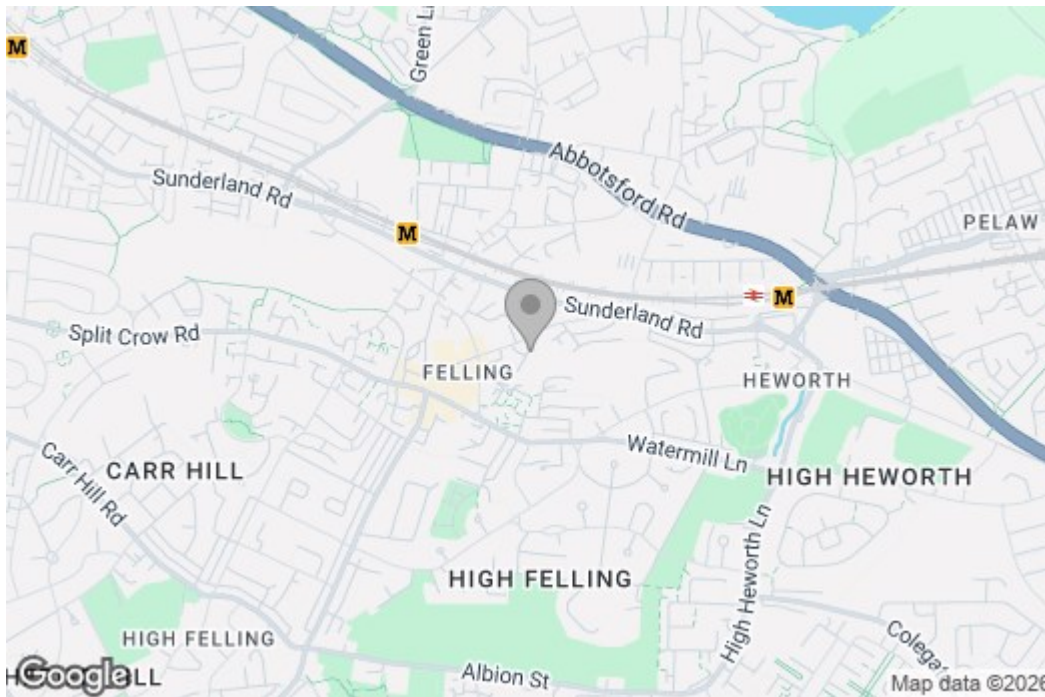 M
Green Ln
Abbotsford Rd
Sunderland Rd
M
PELAW
M
Sunderland Rd
Split Crow Rd
FELLING
HEWORTH
Watermill Ln
CARR HILL
HIGH HEWORTH
Carr Hill Rd
HIGH FELLING
High Heworth Ln
HIGH FELLING
Albion St
Google
Map data ©2026